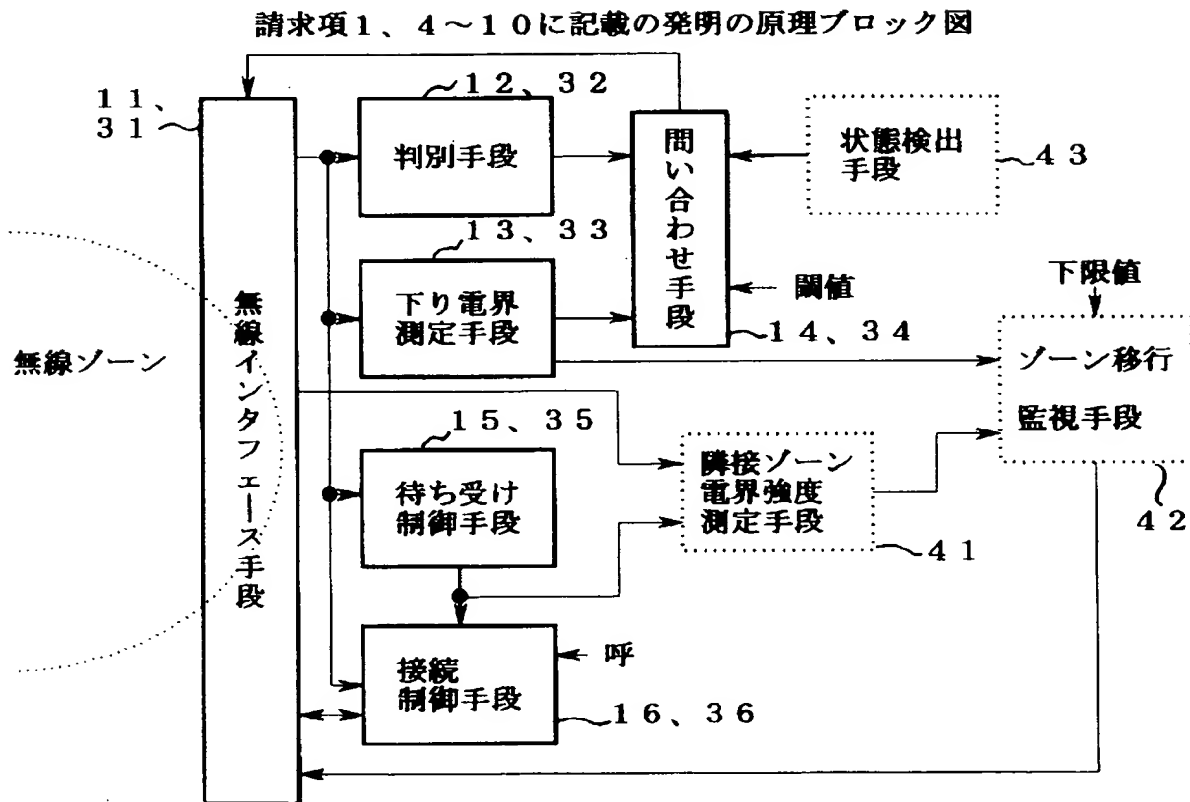 請求項１、４～１０に記載の発明の原理ブロック図
１１、
３１
１２、３２
判別手段
問い合わせ手段
状態検出
手段
４３
１３、３３
下り電界
測定手段
閾値
１４、３４
下限値
ゾーン移行
監視手段
４２
無線ゾーン
無線インタフェース手段
１５、３５
待ち受け
制御手段
隣接ゾーン
電界強度
測定手段
４１
接続
制御手段
呼
１６、３６